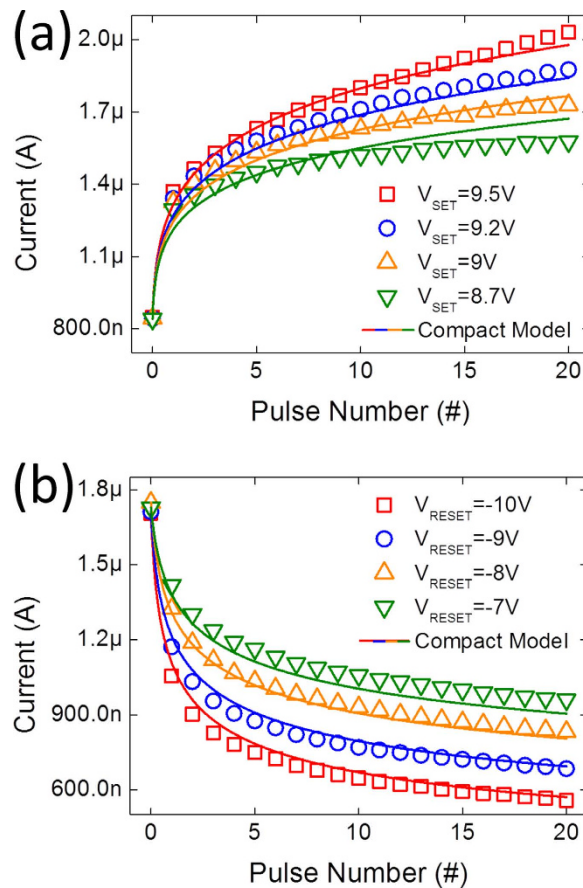 (a)
2.0µ
1.7µ
1.4µ
1.1µ
800.0n
Current (A)
V_SET=9.5V
V_SET=9.2V
V_SET=9V
V_SET=8.7V
Compact Model
0 5 10 15 20
Pulse Number (#)
(b)
1.8µ
1.5µ
1.2µ
900.0n
600.0n
Current (A)
V_RESET=-10V
V_RESET=-9V
V_RESET=-8V
V_RESET=-7V
Compact Model
0 5 10 15 20
Pulse Number (#)